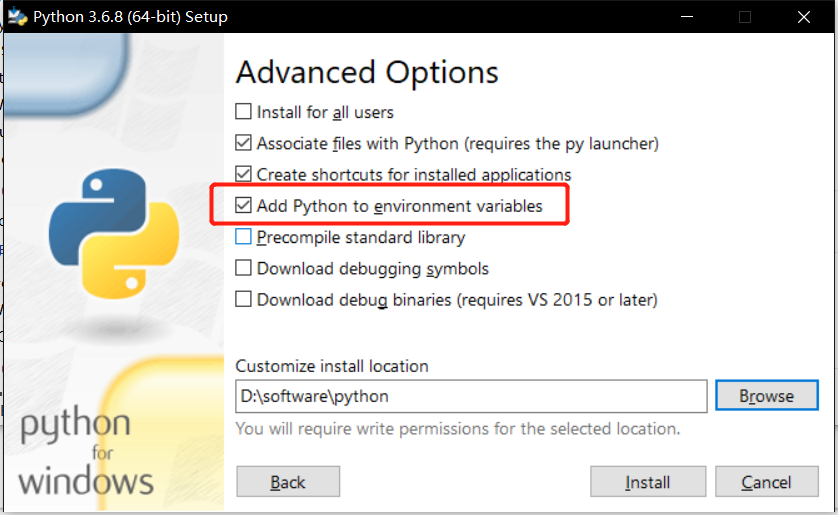 Python 3.6.8 (64-bit) Setup
Advanced Options
Install for all users
Associate files with Python (requires the py launcher)
Create shortcuts for installed applications
Add Python to environment variables
Precompile standard library
Download debugging symbols
Download debug binaries (requires VS 2015 or later)
Customize install location
D:\software\python
Browse
You will require write permissions for the selected location.
python
for
windows
Back
Install
Cancel